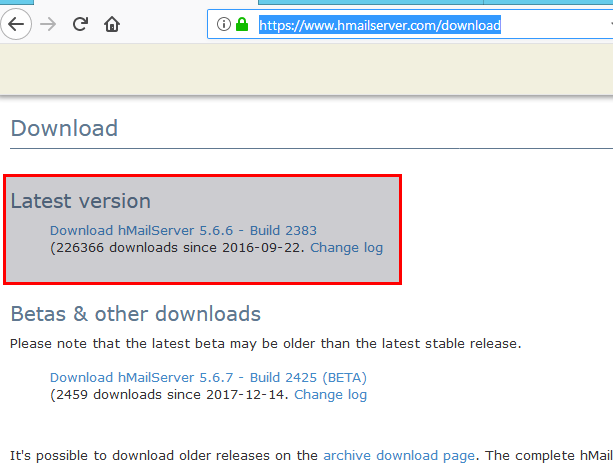 https://www.hmailserver.com/download
Download
Latest version
Download hMailServer 5.6.6 - Build 2383
(226366 downloads since 2016-09-22. Change log
Betas & other downloads
Please note that the latest beta may be older than the latest stable release.
Download hMailServer 5.6.7 - Build 2425 (BETA)
(2459 downloads since 2017-12-14. Change log
It's possible to download older releases on the archive download page. The complete hMail